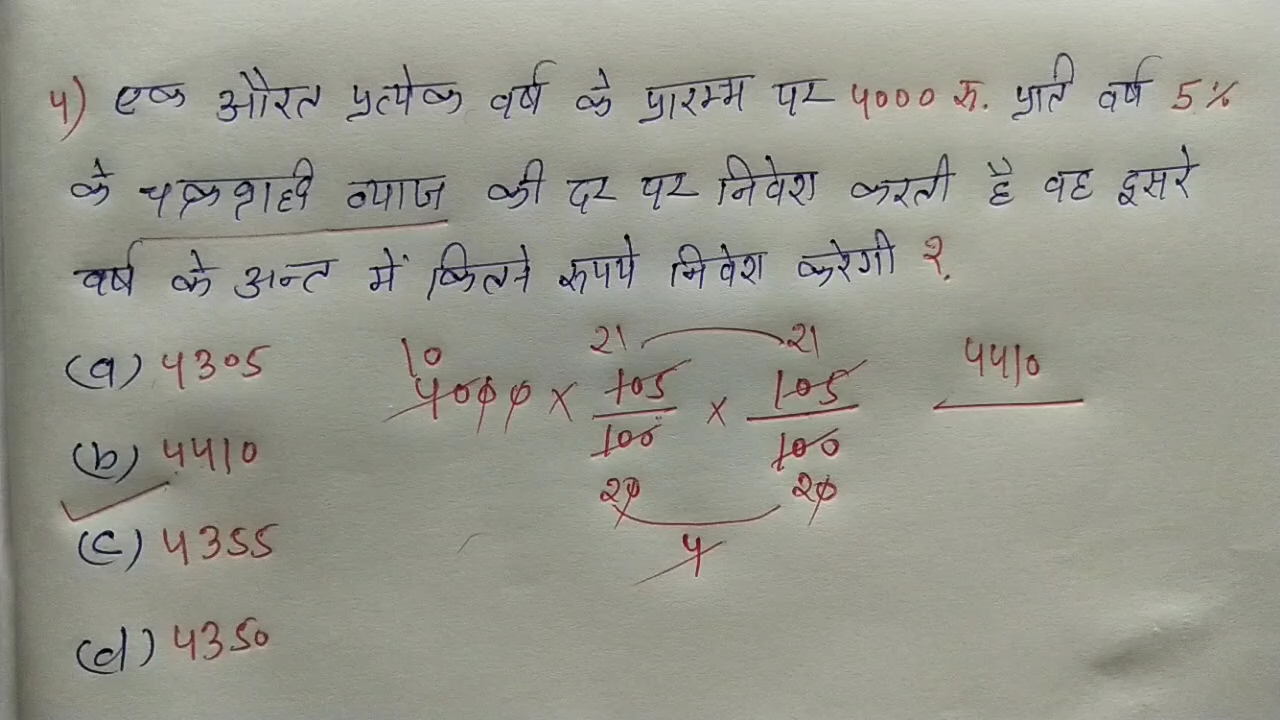 4) एक औरत प्रत्येक वर्ष के प्रारम्भ पर 4000 रु. प्रति वर्ष 5%
के चक्रवृद्धि ब्याज की दर पर निवेश करती है वह दूसरे
वर्ष के अन्त में कितने रुपये निवेश करेगी ?
(a) 4305
(b) 4410
(c) 4355
(d) 4350
10 21 21
4000 × 105/100 × 105/100 4410
20 20
4